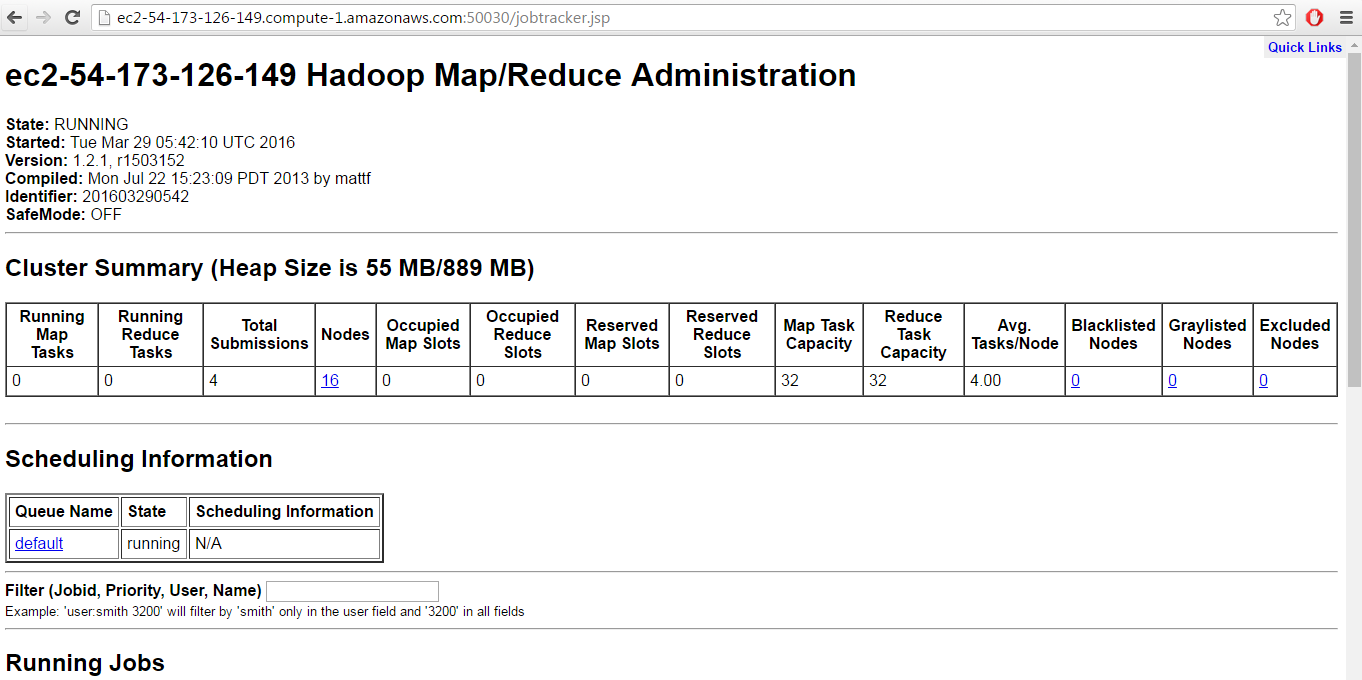 ec2-54-173-126-149.compute-1.amazonaws.com:50030/jobtracker.jsp
Quick Links
ec2-54-173-126-149 Hadoop Map/Reduce Administration
State: RUNNING
Started: Tue Mar 29 05:42:10 UTC 2016
Version: 1.2.1, r1503152
Compiled: Mon Jul 22 15:23:09 PDT 2013 by mattf
Identifier: 201603290542
SafeMode: OFF
Cluster Summary (Heap Size is 55 MB/889 MB)
Running Map Tasks Running Reduce Tasks Total Submissions Nodes Occupied Map Slots Occupied Reduce Slots Reserved Map Slots Reserved Reduce Slots Map Task Capacity Reduce Task Capacity Avg. Tasks/Node Blacklisted Nodes Graylisted Nodes Excluded Nodes
0 0 4 16 0 0 0 0 32 32 4.00 0 0 0
Scheduling Information
Queue Name State Scheduling Information
default running N/A
Filter (Jobid, Priority, User, Name)
Example: 'user:smith 3200' will filter by 'smith' only in the user field and '3200' in all fields
Running Jobs